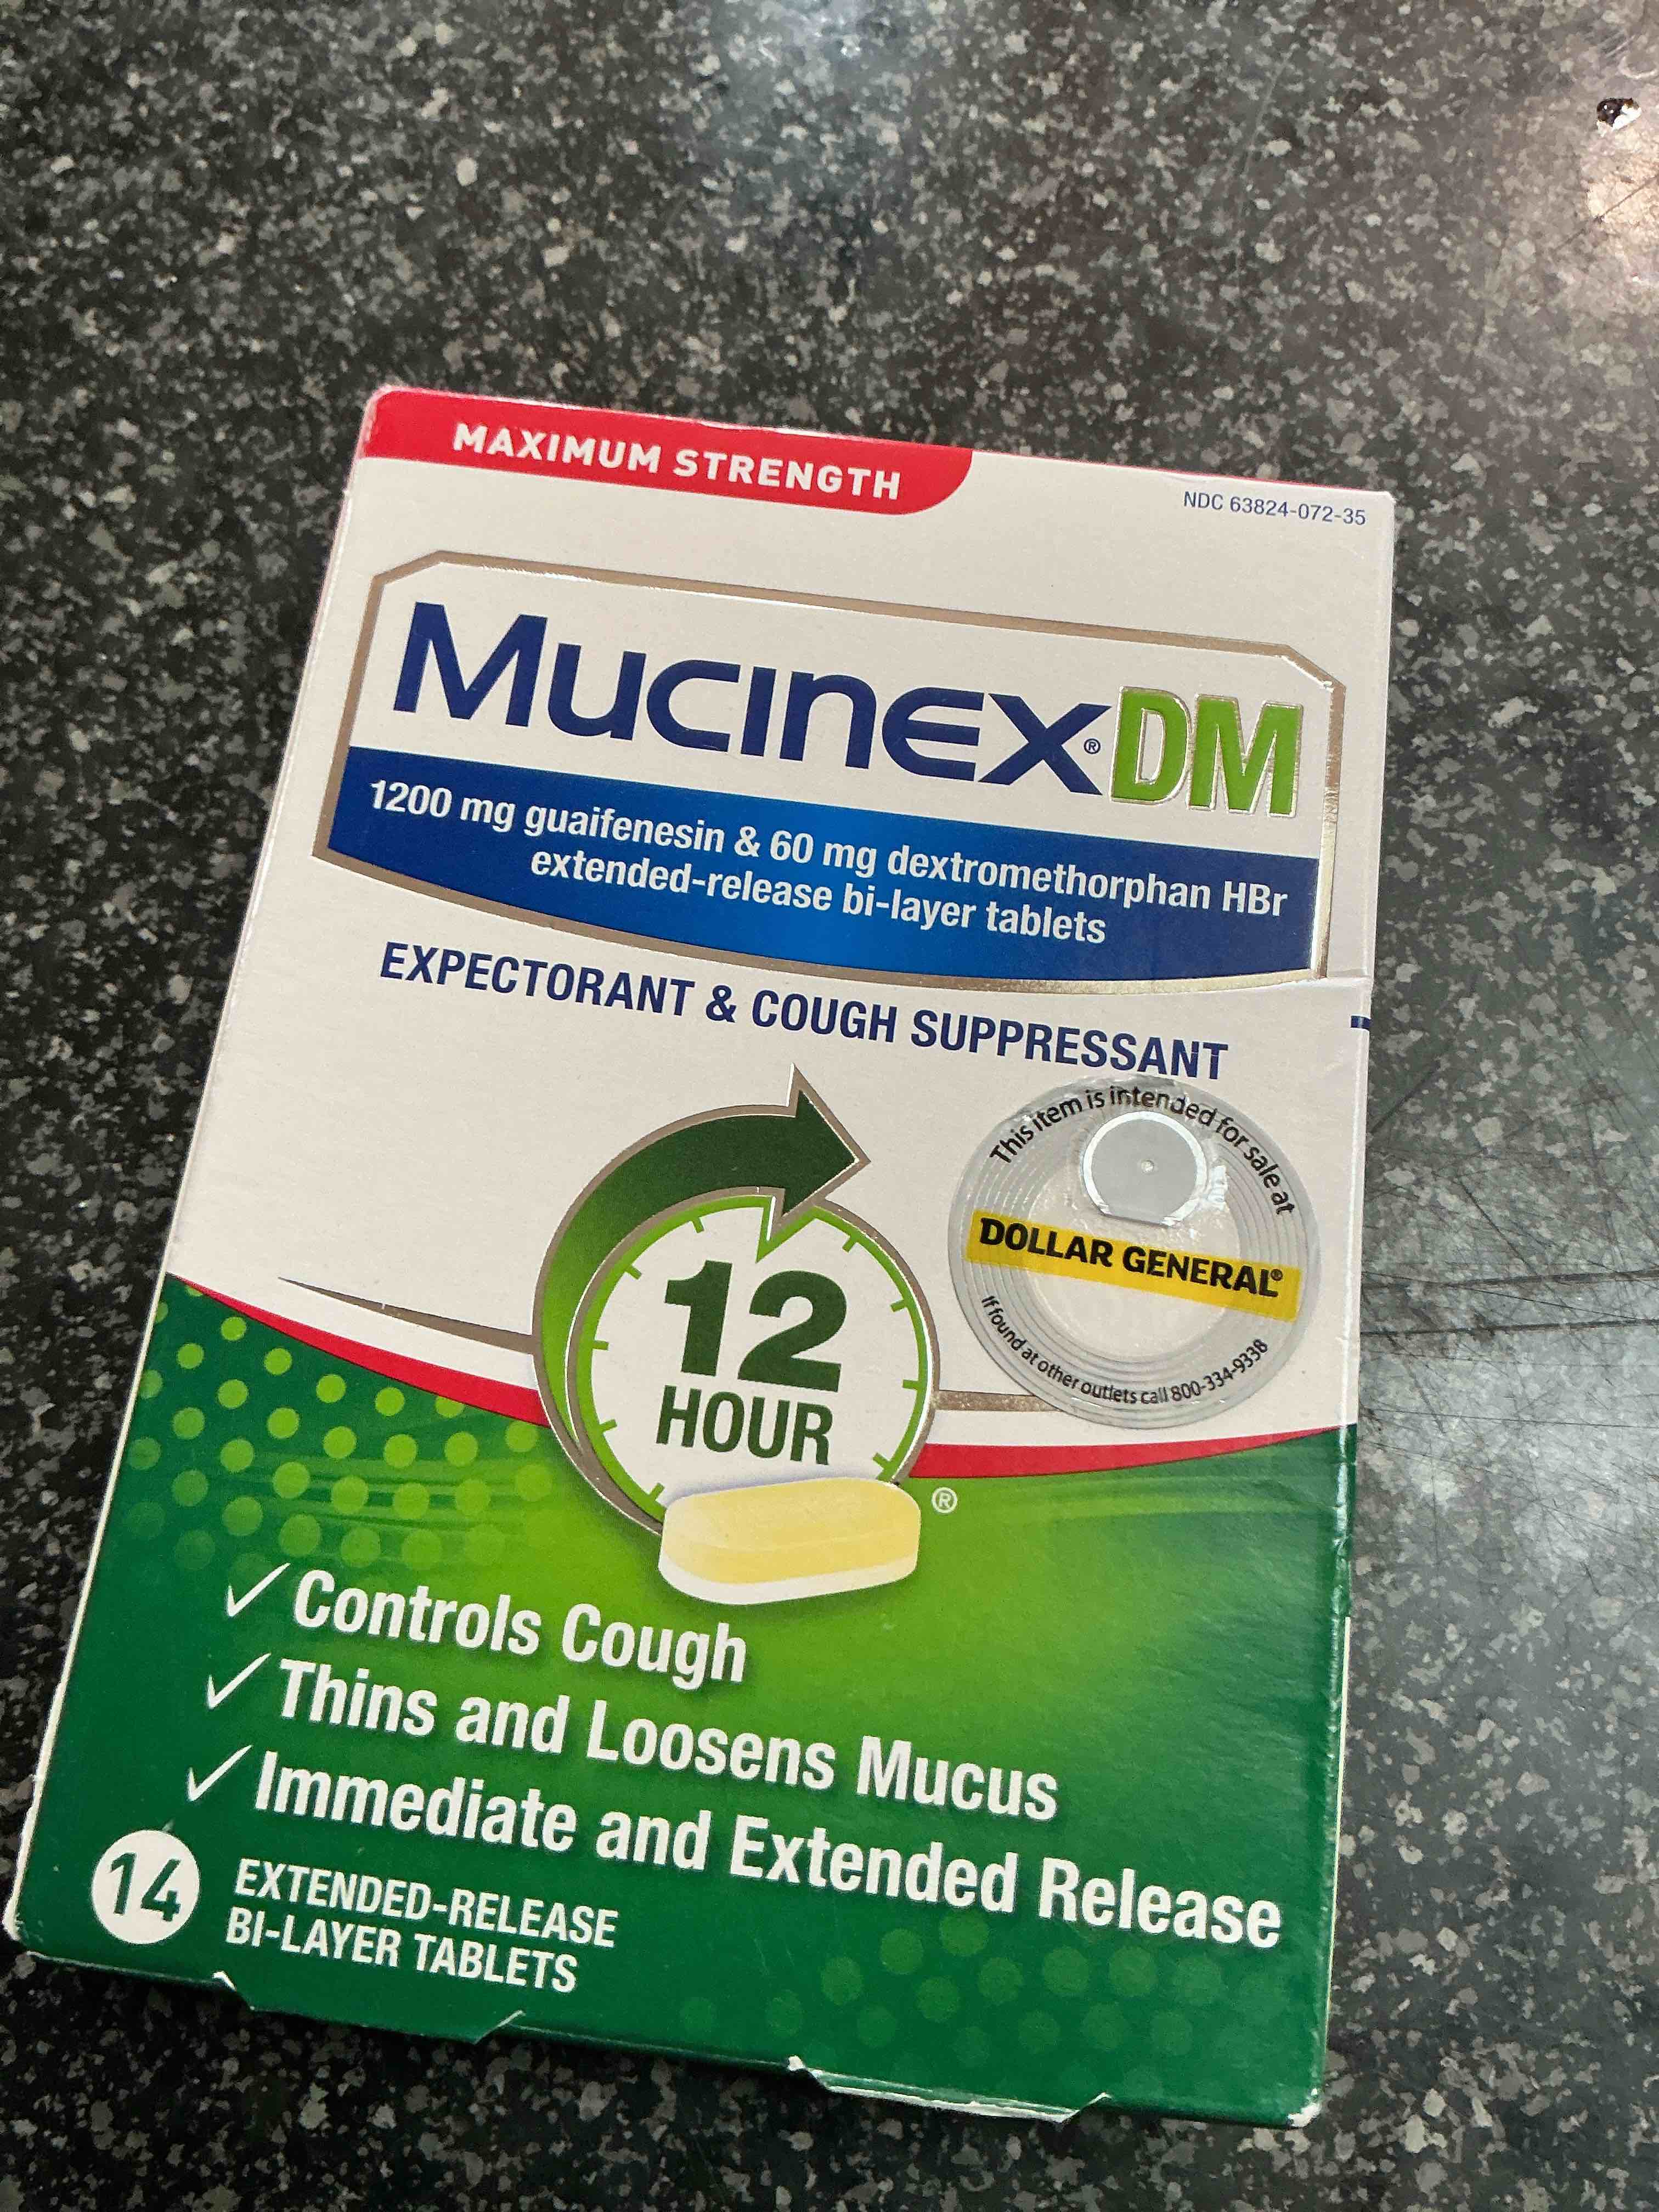 MAXIMUM STRENGTH
NDC 63824-072-35
MUCINEX® DM
1200 mg guaifenesin & 60 mg dextromethorphan HBr
extended-release bi-layer tablets
EXPECTORANT & COUGH SUPPRESSANT
This item is intended for sale at
DOLLAR GENERAL®
If found at other outlets call 800-334-9338
12
HOUR
®
Controls Cough
Thins and Loosens Mucus
Immediate and Extended Release
14
EXTENDED-RELEASE
BI-LAYER TABLETS